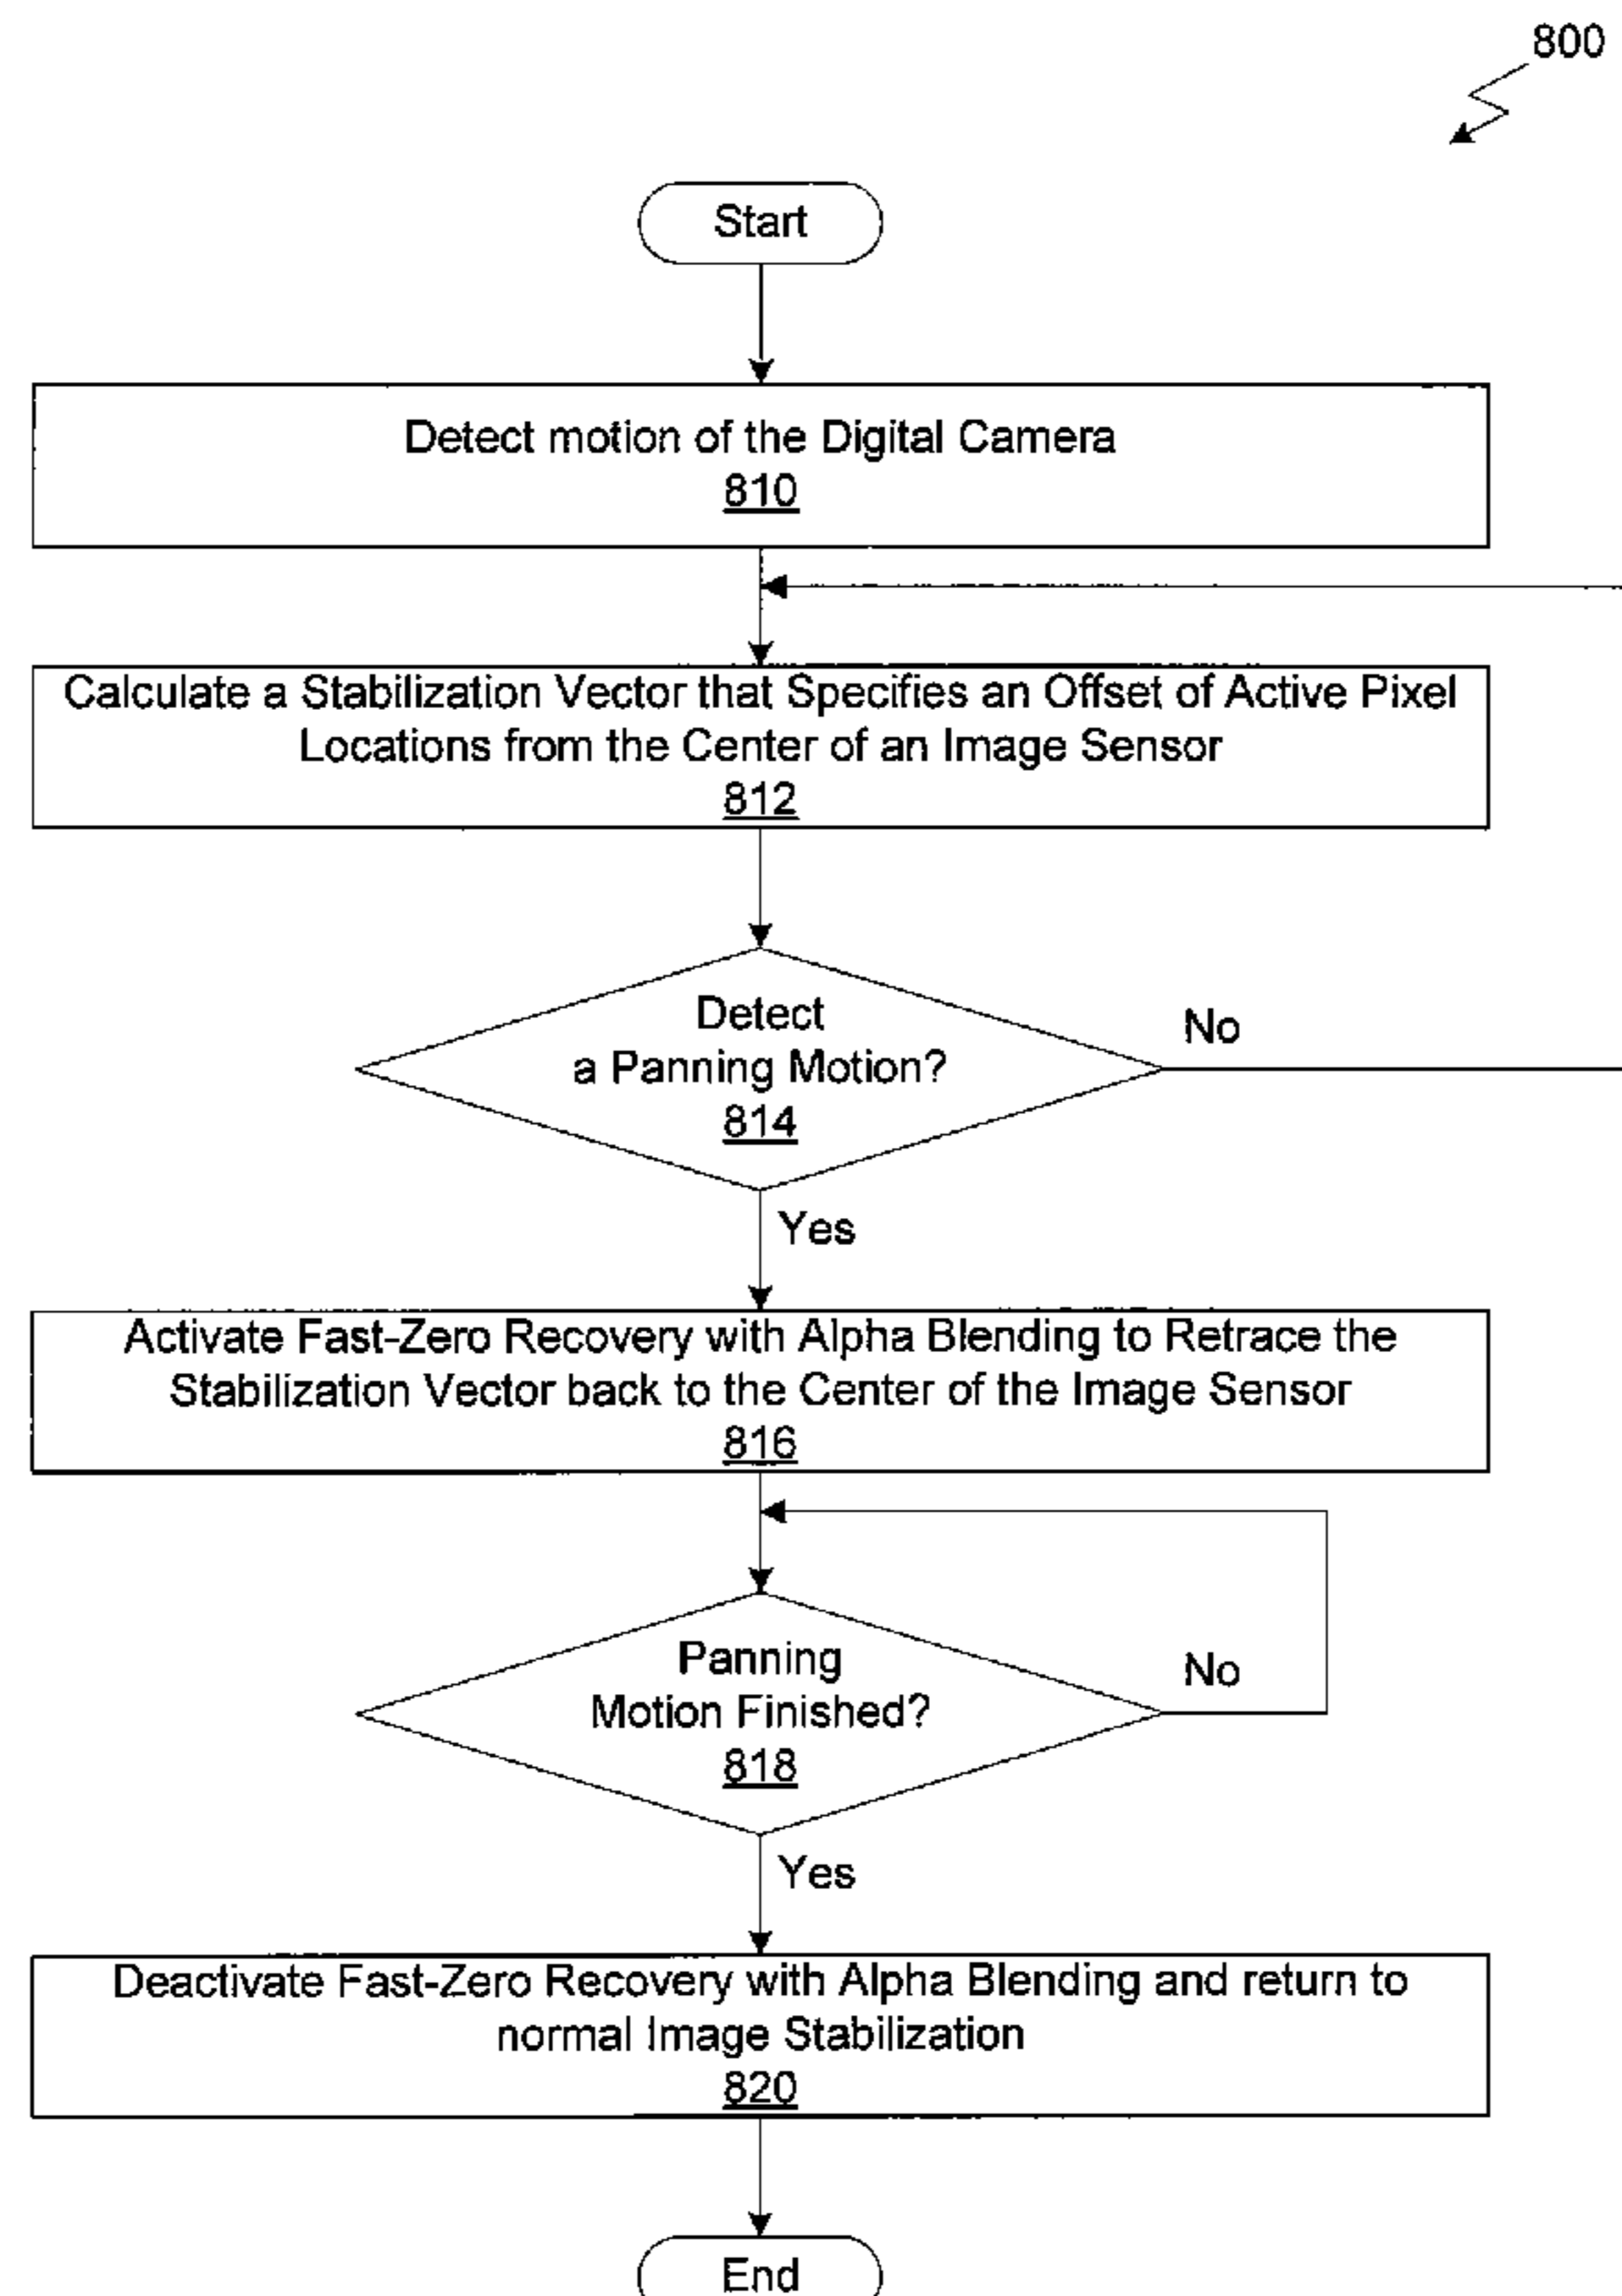 800
Start
Detect motion of the Digital Camera
810
Calculate a Stabilization Vector that Specifies an Offset of Active Pixel
Locations from the Center of an Image Sensor
812
Detect
a Panning Motion?
814
No
Yes
Activate Fast-Zero Recovery with Alpha Blending to Retrace the
Stabilization Vector back to the Center of the Image Sensor
816
Panning
Motion Finished?
818
No
Yes
Deactivate Fast-Zero Recovery with Alpha Blending and return to
normal Image Stabilization
820
End